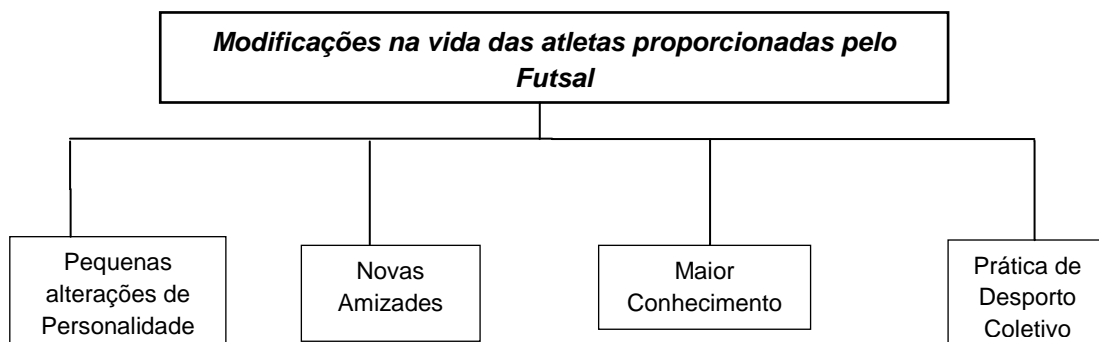 Modificações na vida das atletas proporcionadas pelo
Futsal
Pequenas
alterações de
Personalidade
Novas
Amizades
Maior
Conhecimento
Prática de
Desporto
Coletivo